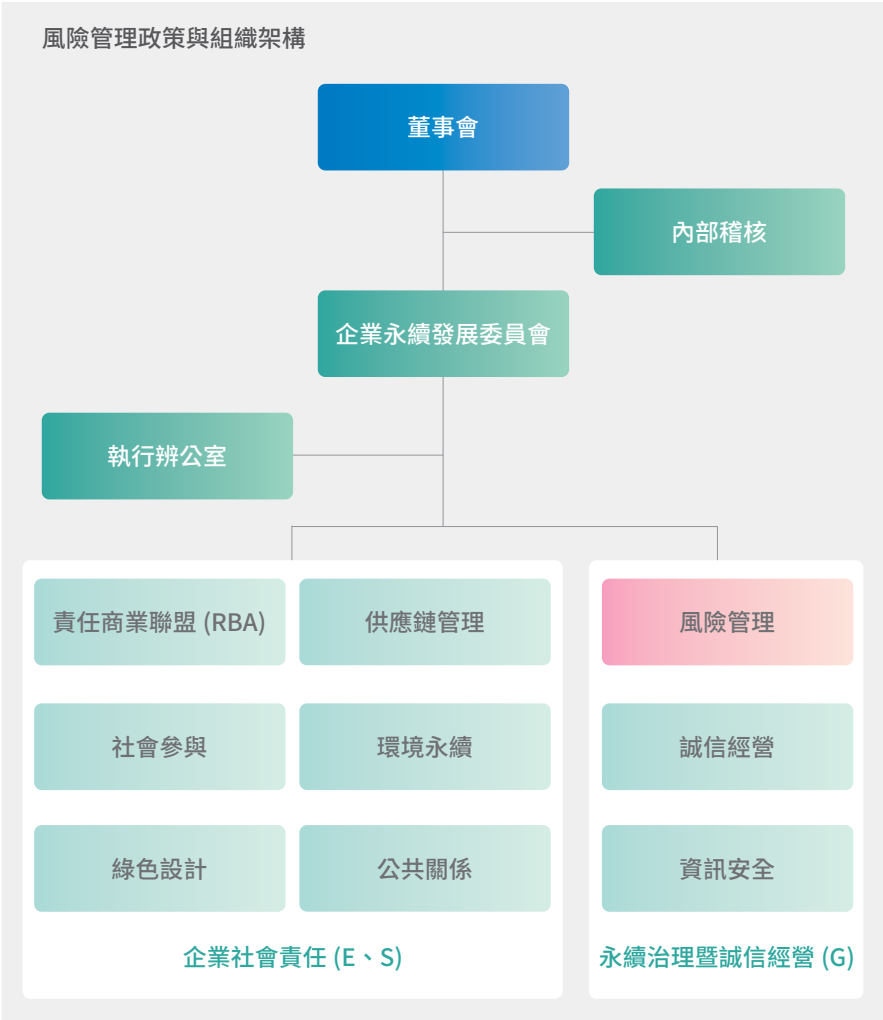 風險管理政策與組織架構
董事會
內部稽核
企業永續發展委員會
執行辨公室
責任商業聯盟 (RBA)
供應鏈管理
風險管理
社會參與
環境永續
誠信經營
綠色設計
公共關係
資訊安全
企業社會責任 (E、S)
永續治理暨誠信經營 (G)